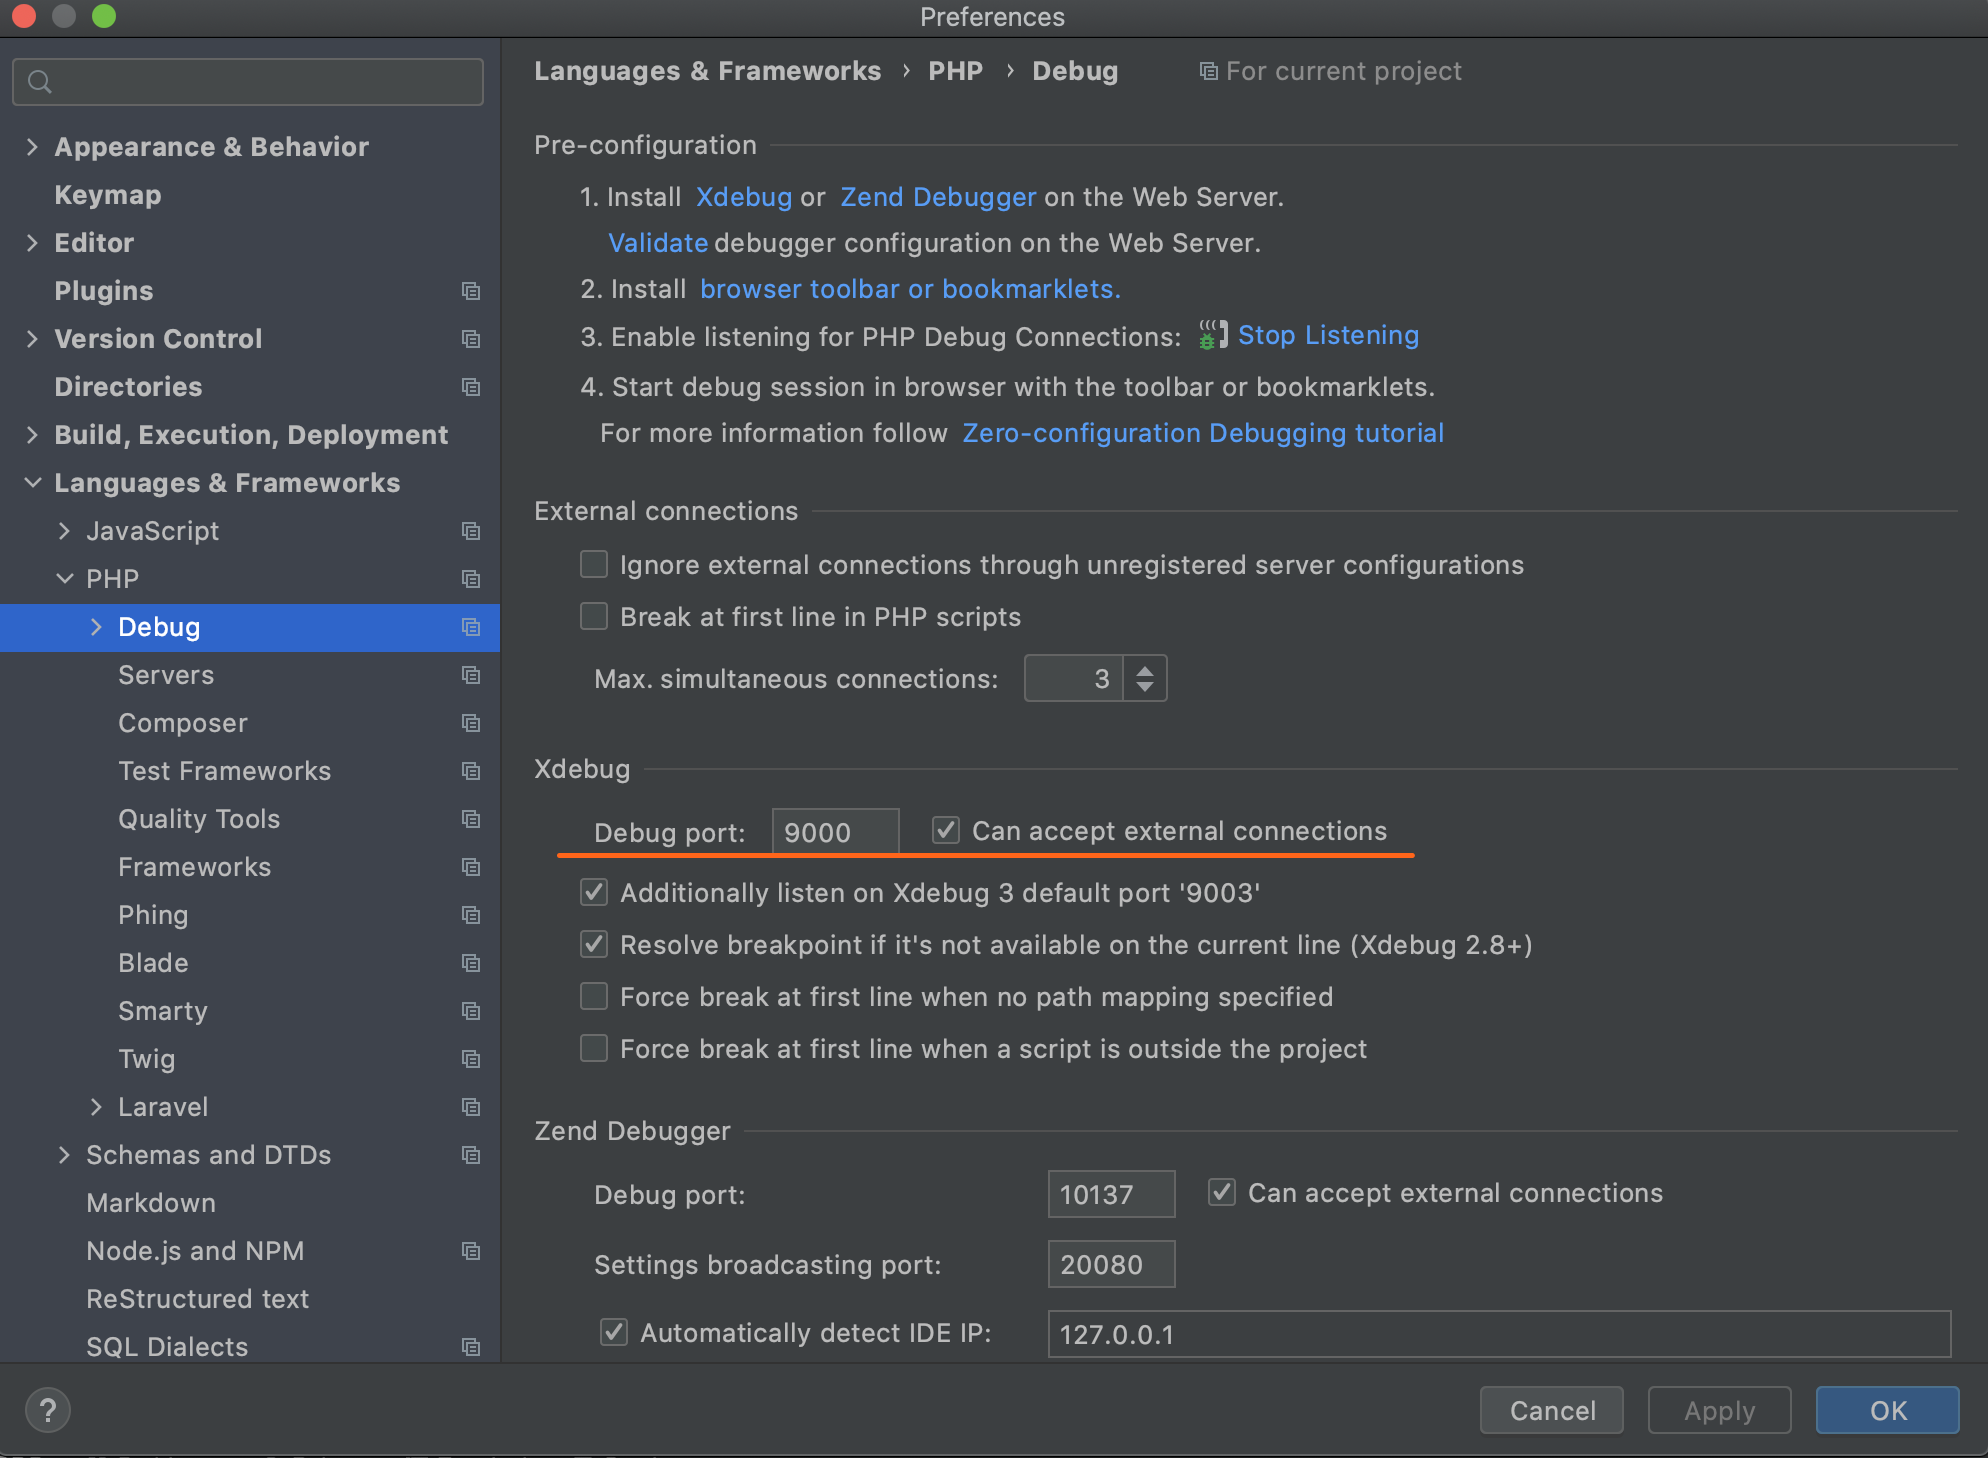 Preferences
Appearance & Behavior
Keymap
Editor
Plugins
Version Control
Directories
Build, Execution, Deployment
Languages & Frameworks
JavaScript
PHP
Debug
Servers
Composer
Test Frameworks
Quality Tools
Frameworks
Phing
Blade
Smarty
Twig
Laravel
Schemas and DTDs
Markdown
Node.js and NPM
ReStructured text
SQL Dialects
Languages & Frameworks › PHP › Debug For current project
Pre-configuration
1. Install Xdebug or Zend Debugger on the Web Server.
Validate debugger configuration on the Web Server.
2. Install browser toolbar or bookmarklets.
3. Enable listening for PHP Debug Connections: Stop Listening
4. Start debug session in browser with the toolbar or bookmarklets.
For more information follow Zero-configuration Debugging tutorial
External connections
Ignore external connections through unregistered server configurations
Break at first line in PHP scripts
Max. simultaneous connections: 3
Xdebug
Debug port: 9000 Can accept external connections
Additionally listen on Xdebug 3 default port '9003'
Resolve breakpoint if it's not available on the current line (Xdebug 2.8+)
Force break at first line when no path mapping specified
Force break at first line when a script is outside the project
Zend Debugger
Debug port: 10137 Can accept external connections
Settings broadcasting port: 20080
Automatically detect IDE IP: 127.0.0.1
? Cancel Apply OK